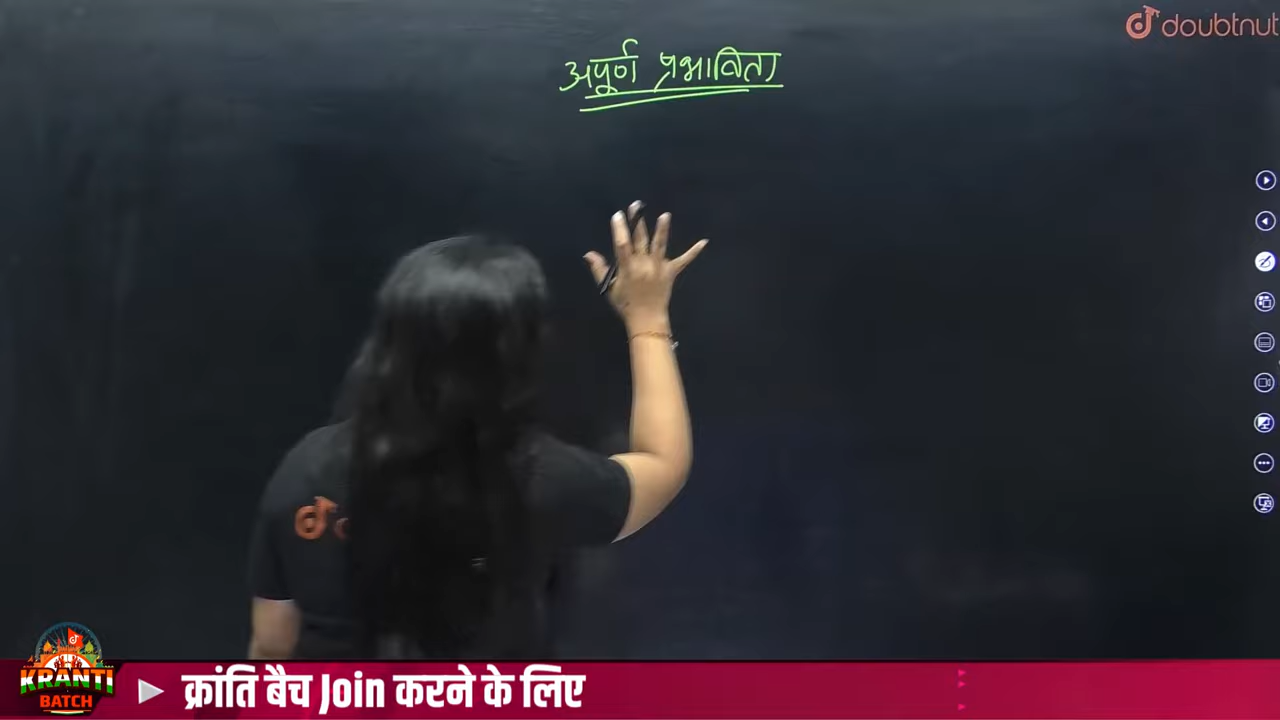 doubtnut
अपूर्ण प्रभाविता
KRANTI
BATCH
क्रांति बैच Join करने के लिए